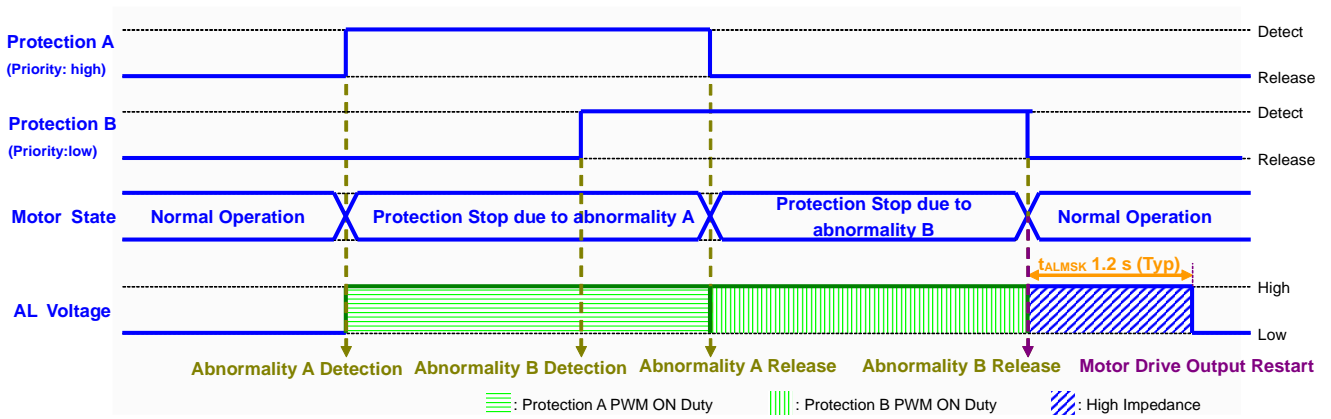 Protection A
(Priority: high)
Detect
Release
Protection B
(Priority:low)
Detect
Release
Motor State
Normal Operation
Protection Stop due to abnormality A
Protection Stop due to
abnormality B
Normal Operation
tALMSK 1.2 s (Typ)
AL Voltage
High
Low
Abnormality A Detection
Abnormality B Detection
Abnormality A Release
Abnormality B Release
Motor Drive Output Restart
: Protection A PWM ON Duty
: Protection B PWM ON Duty
: High Impedance